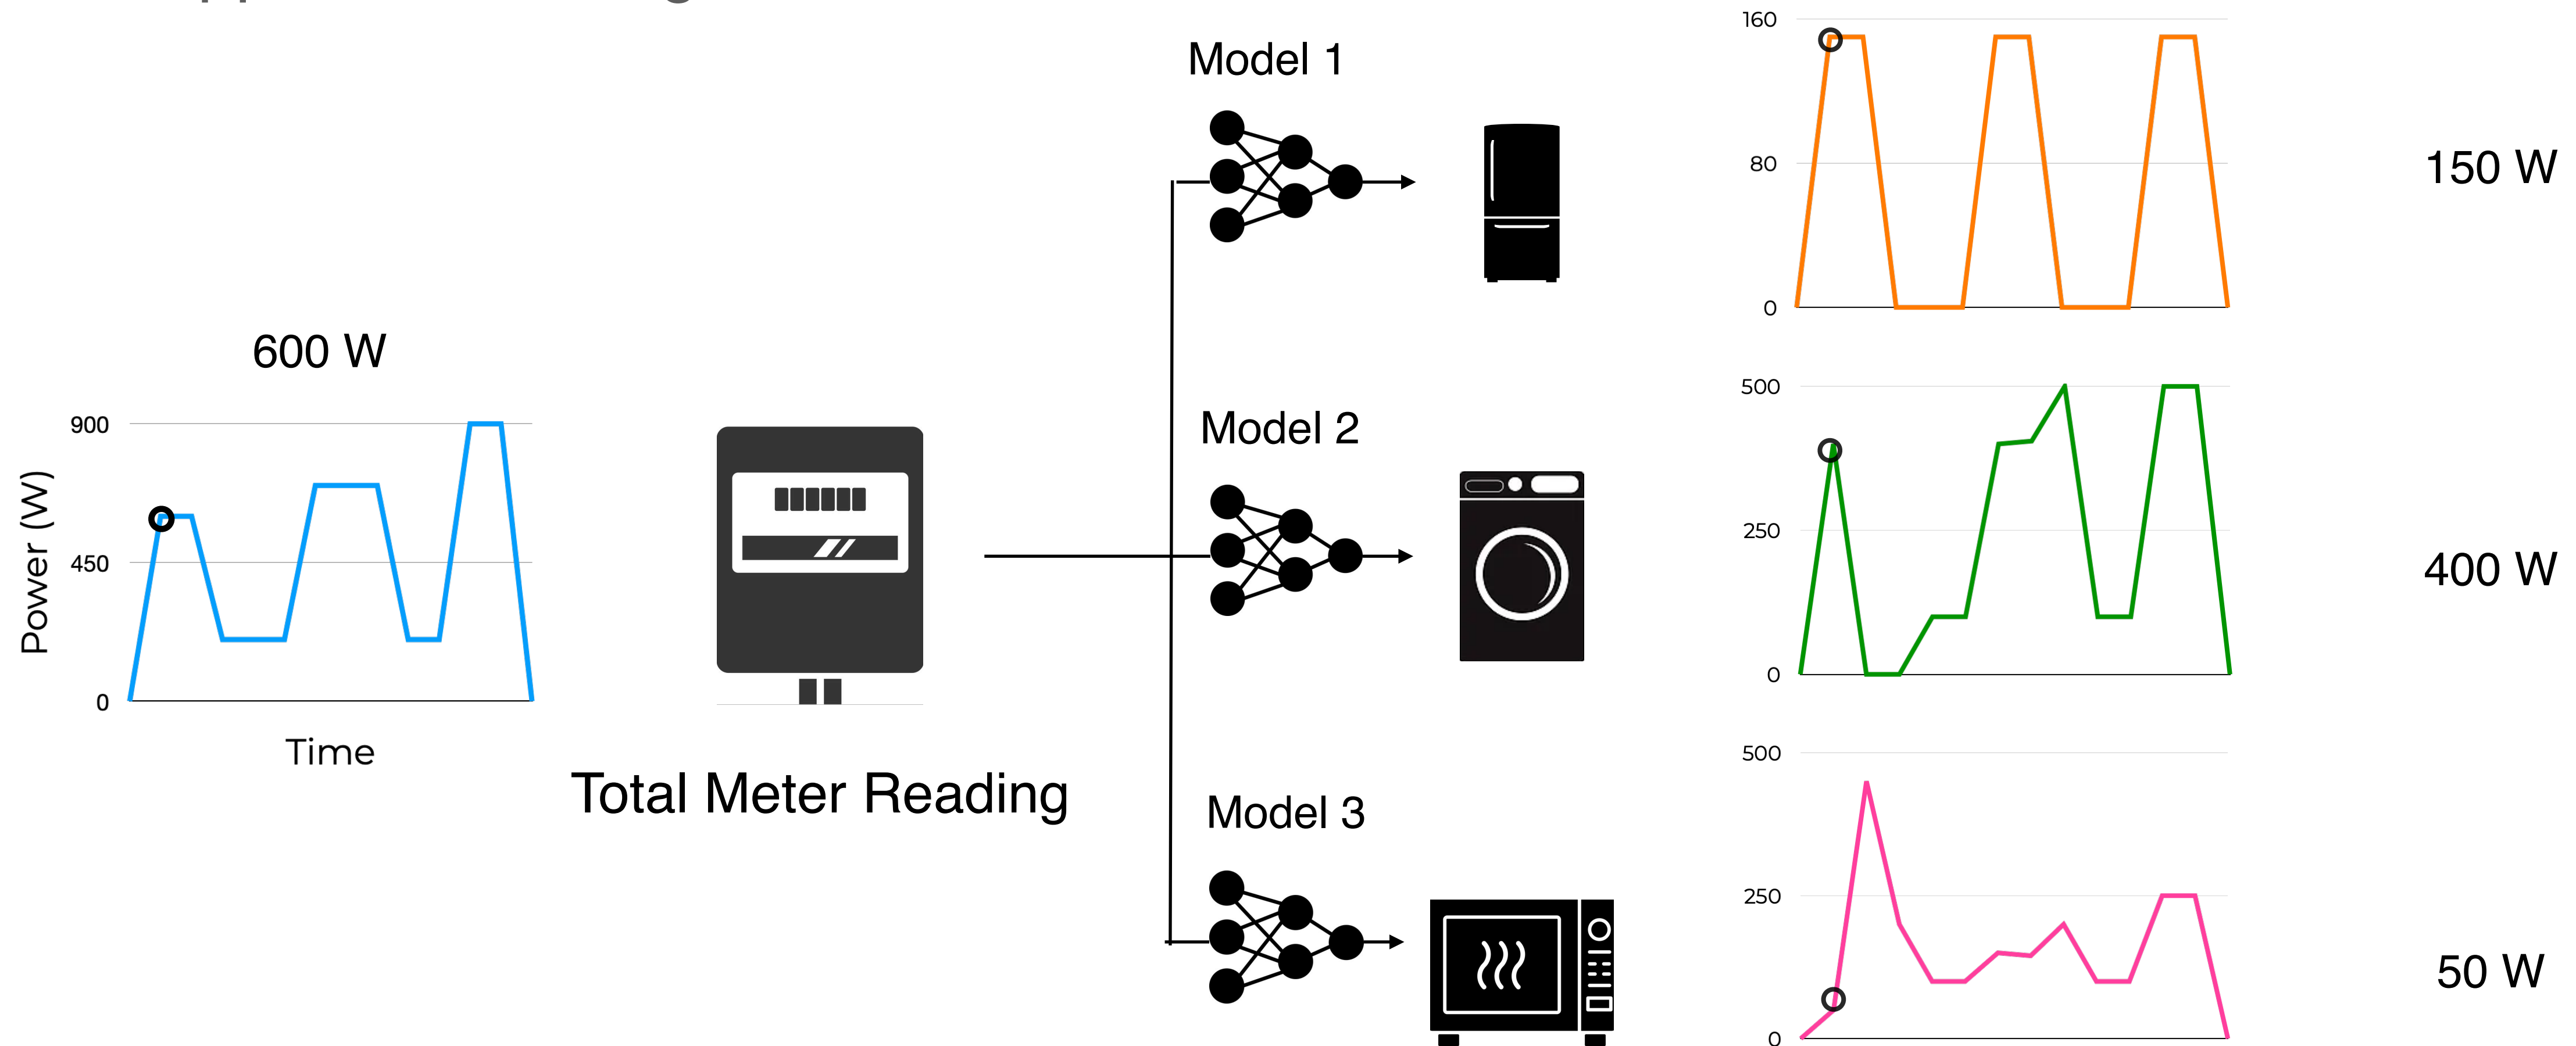 600 W
900
450
0
Power (W)
Time
Total Meter Reading
Model 1
Model 2
Model 3
160
80
0
150 W
500
250
0
400 W
500
250
0
50 W